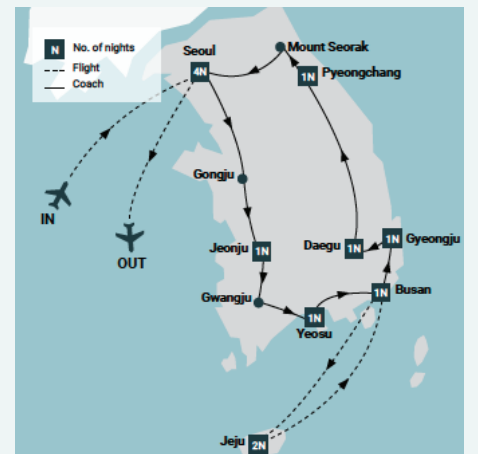 N No. of nights
Flight
Coach
Seoul
4N
Mount Seorak
1N Pyeongchang
IN
OUT
Gongju
Jeonju 1N
Daegu 1N
1N Gyeongju
Gwangju
1N
Yeosu
1N
Busan
Jeju 2N